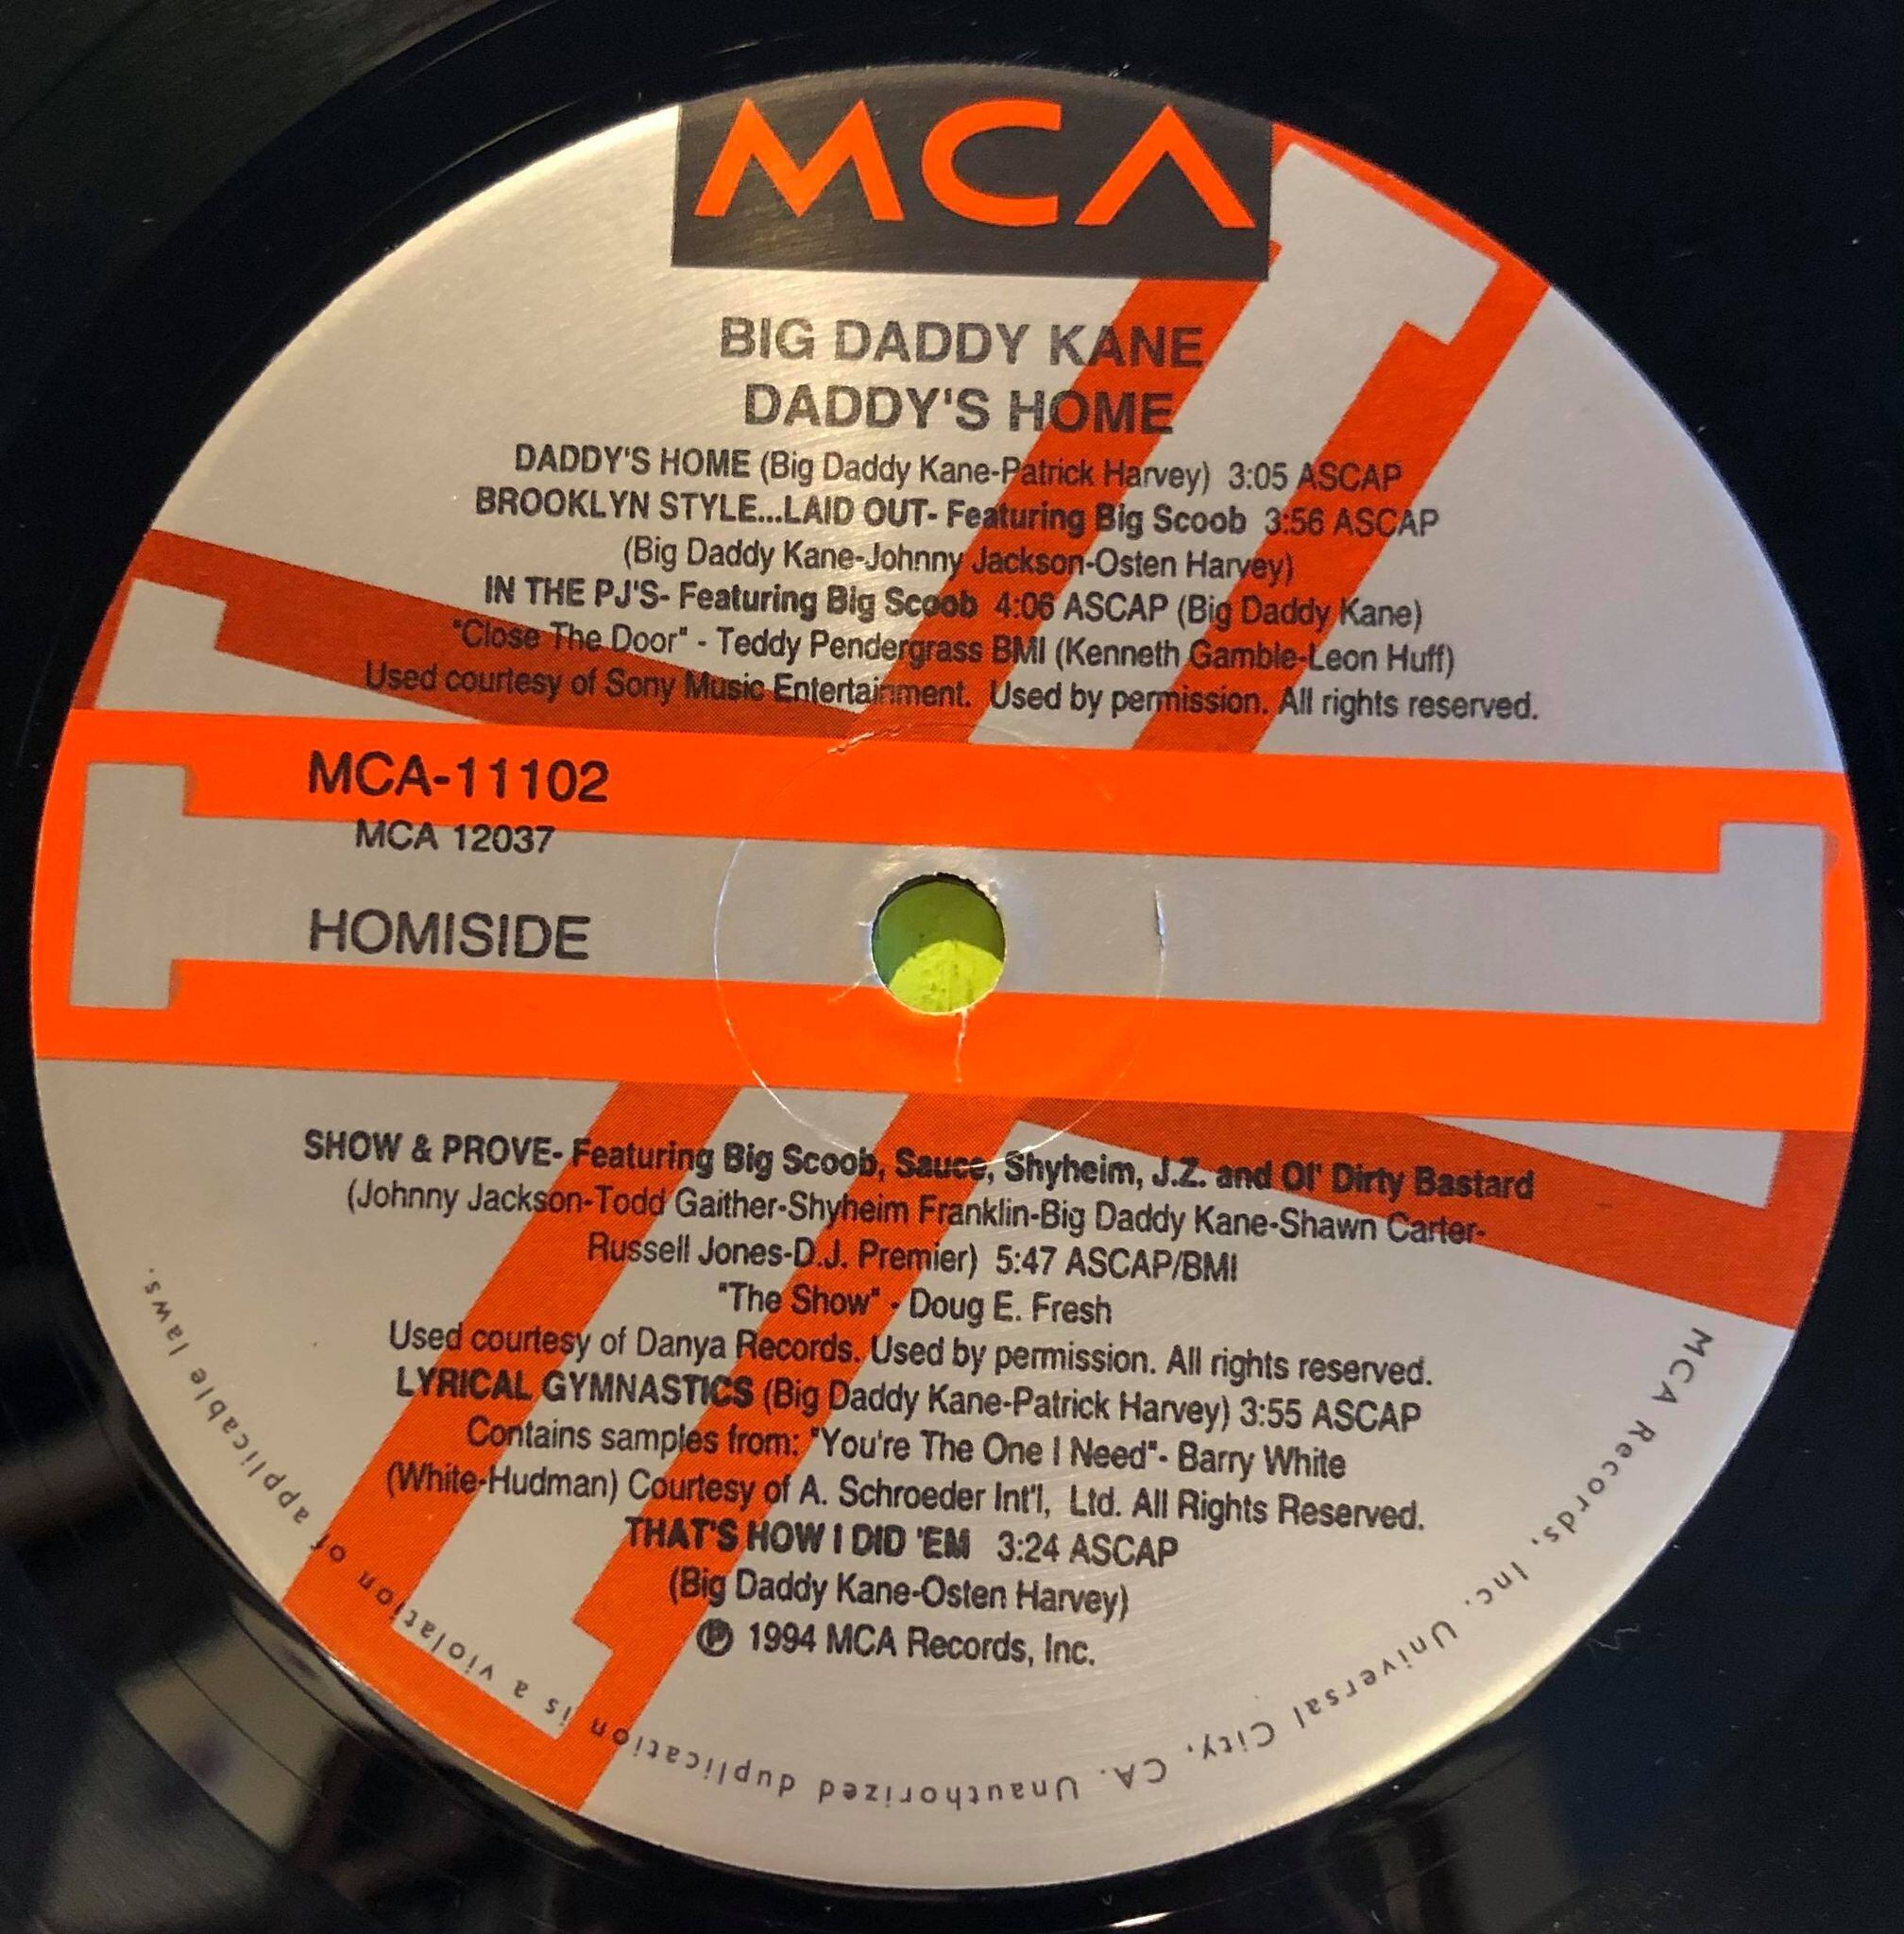 MCA
BIG DADDY KANE
DADDY'S HOME
DADDY'S HOME (Big Daddy Kane-Patrick Harvey) 3:05 ASCAP
BROOKLYN STYLE...LAID OUT- Featuring Big Scoob 3:56 ASCAP
(Big Daddy Kane-Johnny Jackson-Osten Harvey)
IN THE PJ'S- Featuring Big Scoob 4:06 ASCAP (Big Daddy Kane)
"Close The Door" - Teddy Pendergrass BMI (Kenneth Gamble-Leon Huff)
Used courtesy of Sony Music Entertainment. Used by permission. All rights reserved.
MCA-11102
MCA 12037
HOMISIDE
SHOW & PROVE- Featuring Big Scoob, Sauce, Shyheim, J.Z. and Ol' Dirty Bastard
(Johnny Jackson-Todd Gaither-Shyheim Franklin-Big Daddy Kane-Shawn Carter-
Russell Jones-D.J. Premier) 5:47 ASCAP/BMI
"The Show" - Doug E. Fresh
Used courtesy of Danya Records. Used by permission. All rights reserved.
LYRICAL GYMNASTICS (Big Daddy Kane-Patrick Harvey) 3:55 ASCAP
Contains samples from: "You're The One I Need"- Barry White
(White-Hudman) Courtesy of A. Schroeder Int'l, Ltd. All Rights Reserved.
THAT'S HOW I DID 'EM 3:24 ASCAP
(Big Daddy Kane-Osten Harvey)
℗ 1994 MCA Records, Inc.
MCA Records, Inc. Universal City, CA. Unauthorized duplication is a violation of applicable laws.